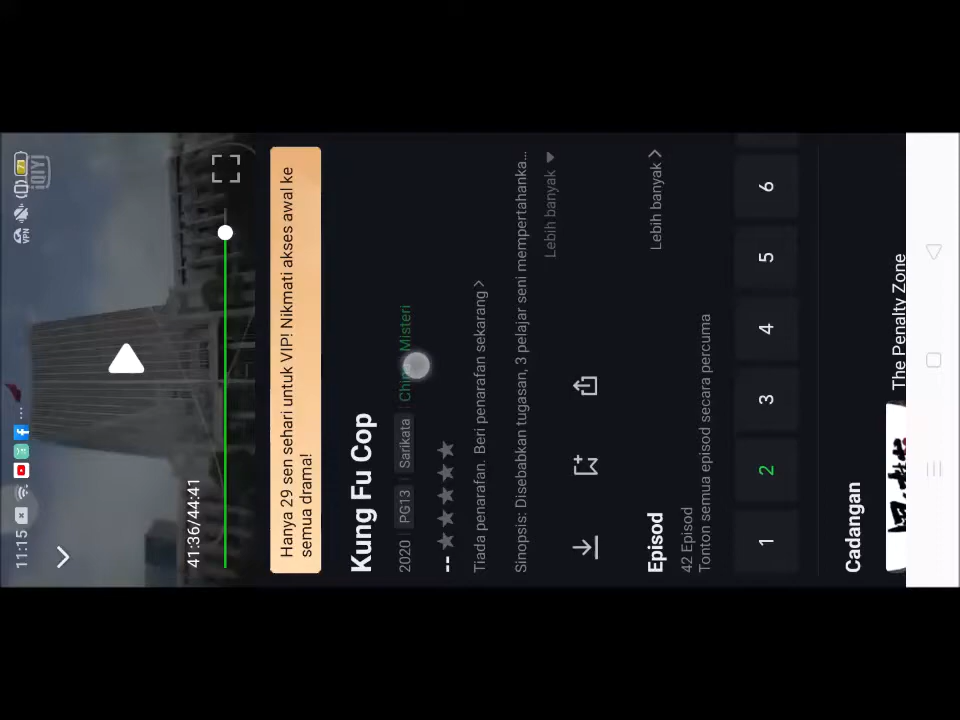 11:15
...
VPN
71
iQIYI
41:36/44:41
Hanya 29 sen sehari untuk VIP! Nikmati akses awal ke
semua drama!
Kung Fu Cop
2020 | PG13 | Sarikata | Misteri
--
Tiada penarafan. Beri penarafan sekarang >
Sinopsis: Disebabkan tugasan, 3 pelajar seni mempertahanka...
Lebih banyak
Episod
Lebih banyak >
42 Episod
Tonton semua episod secara percuma
1 2 3 4 5 6
Cadangan
The Penalty Zone